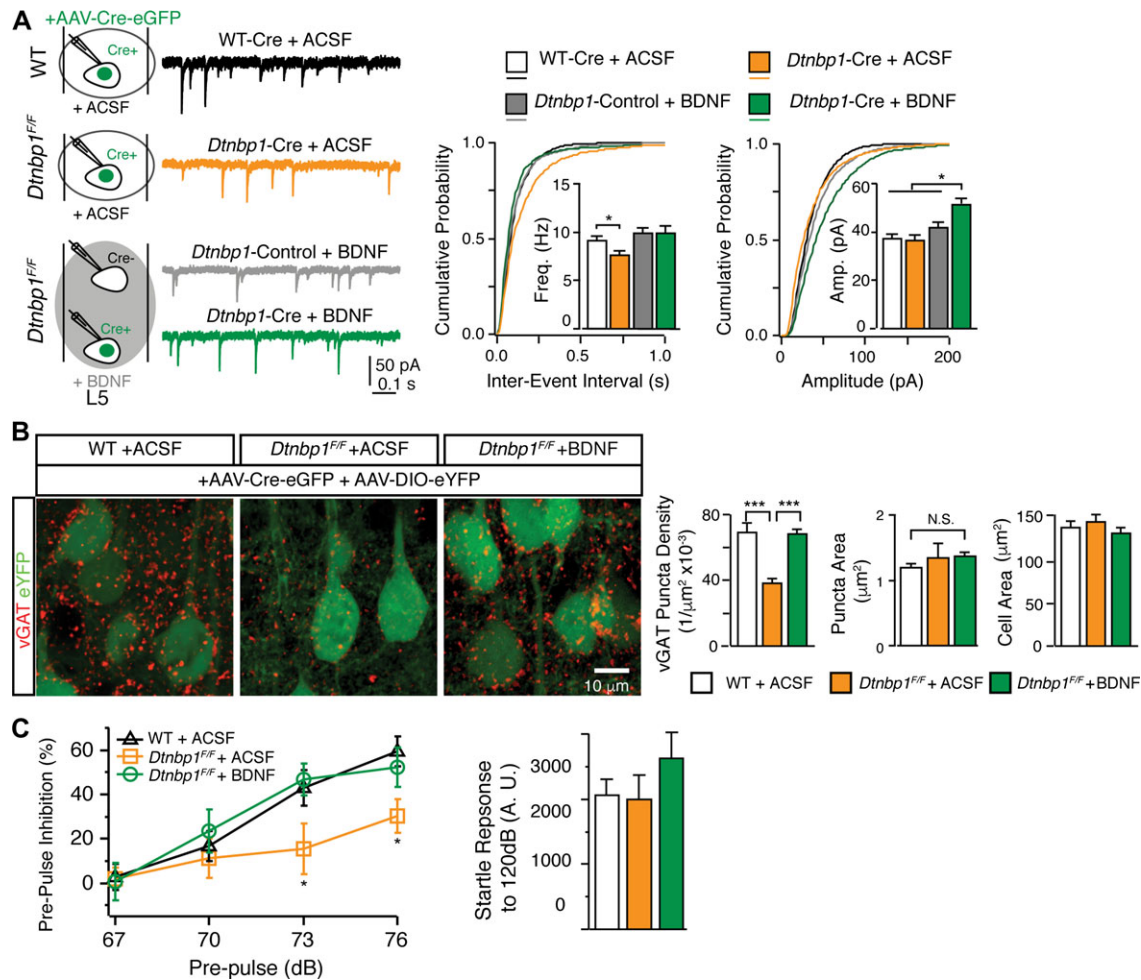 A
+AAV-Cre-eGFP
WT
Cre+
+ ACSF
WT-Cre + ACSF
Dtnbp1F/F
Cre+
+ ACSF
Dtnbp1-Cre + ACSF
Dtnbp1F/F
Cre-
Cre+
+ BDNF
L5
Dtnbp1-Control + BDNF
Dtnbp1-Cre + BDNF
50 pA
0.1 s
WT-Cre + ACSF
Dtnbp1-Cre + ACSF
Dtnbp1-Control + BDNF
Dtnbp1-Cre + BDNF
Cumulative Probability
1.0
0.5
0.0
0
0.5
1.0
Inter-Event Interval (s)
Freq. (Hz)
15
10
5
0
*
Cumulative Probability
1.0
0.5
0.0
0
100
200
Amplitude (pA)
Amp. (pA)
60
40
20
0
*
B
WT +ACSF
Dtnbp1F/F +ACSF
Dtnbp1F/F +BDNF
+AAV-Cre-eGFP + AAV-DIO-eYFP
vGAT eYFP
10 μm
vGAT Puncta Density
(1/μm² x10-3)
80
40
0
***
***
Puncta Area
(μm²)
2
1
0
N.S.
Cell Area (μm²)
150
100
50
0
WT + ACSF
Dtnbp1F/F + ACSF
Dtnbp1F/F +BDNF
C
Pre-Pulse Inhibition (%)
60
40
20
0
WT + ACSF
Dtnbp1F/F + ACSF
Dtnbp1F/F + BDNF
*
*
67
70
73
76
Pre-pulse (dB)
Startle Repsonse
to 120dB (A. U.)
3000
2000
1000
0